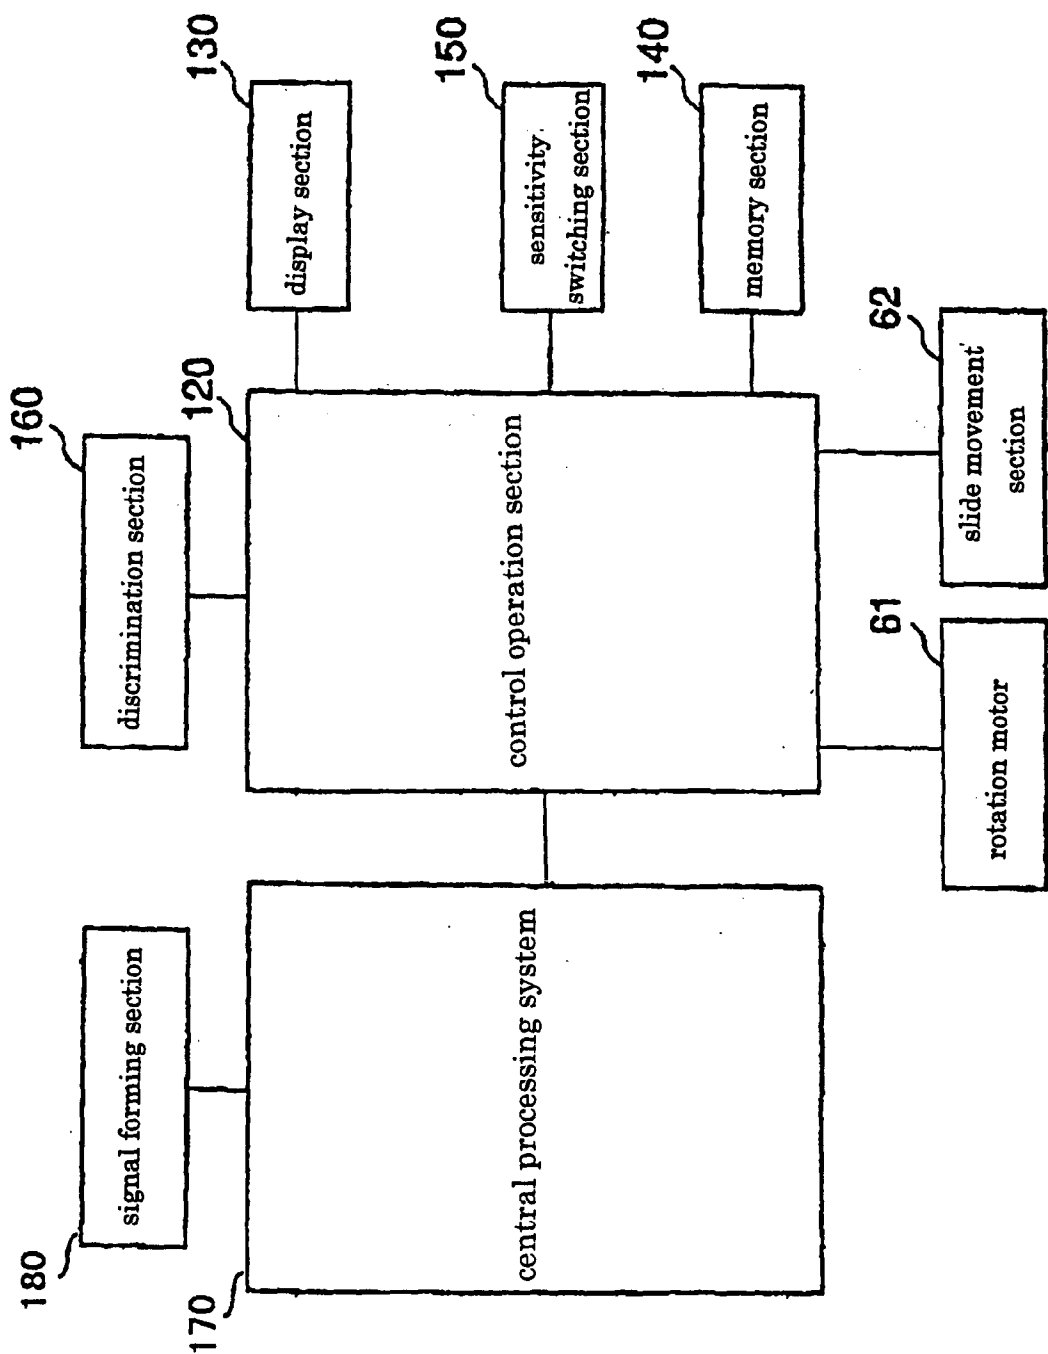 180
signal forming section
170
central processing system
160
discrimination section
120
control operation section
130
display section
150
sensitivity
switching section
140
memory section
61
rotation motor
62
slide movement
section